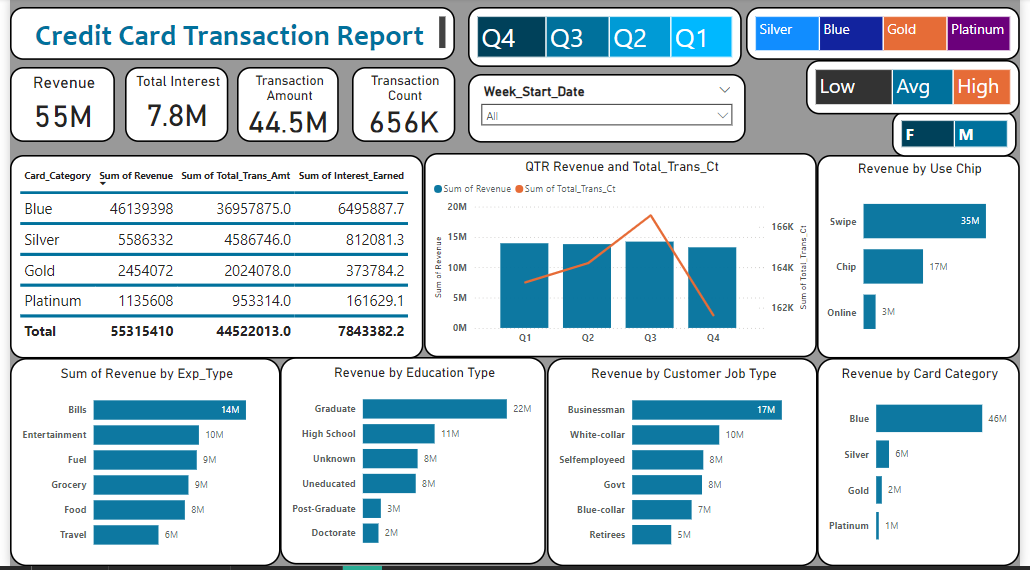 Credit Card Transaction Report
Q4 Q3 Q2 Q1
Silver Blue Gold Platinum
Low Avg High
F M
Revenue
55M
Total Interest
7.8M
Transaction
Amount
44.5M
Transaction
Count
656K
Week_Start_Date
All
Card_Category Sum of Revenue Sum of Total_Trans_Amt Sum of Interest_Earned
Blue 46139398 36957875.0 6495887.7
Silver 5586332 4586746.0 812081.3
Gold 2454072 2024078.0 373784.2
Platinum 1135608 953314.0 161629.1
Total 55315410 44522013.0 7843382.2
QTR Revenue and Total_Trans_Ct
Sum of Revenue Sum of Total_Trans_Ct
Sum of Revenue
20M
15M
10M
5M
0M
166K
164K
162K
Sum of Total_Trans_Ct
Q1 Q2 Q3 Q4
Revenue by Use Chip
Swipe 35M
Chip 17M
Online 3M
Sum of Revenue by Exp_Type
Bills 14M
Entertainment 10M
Fuel 9M
Grocery 9M
Food 8M
Travel 6M
Revenue by Education Type
Graduate 22M
High School 11M
Unknown 8M
Uneducated 8M
Post-Graduate 3M
Doctorate 2M
Revenue by Customer Job Type
Businessman 17M
White-collar 10M
Selfemployeed 8M
Govt 8M
Blue-collar 7M
Retirees 5M
Revenue by Card Category
Blue 46M
Silver 6M
Gold 2M
Platinum 1M